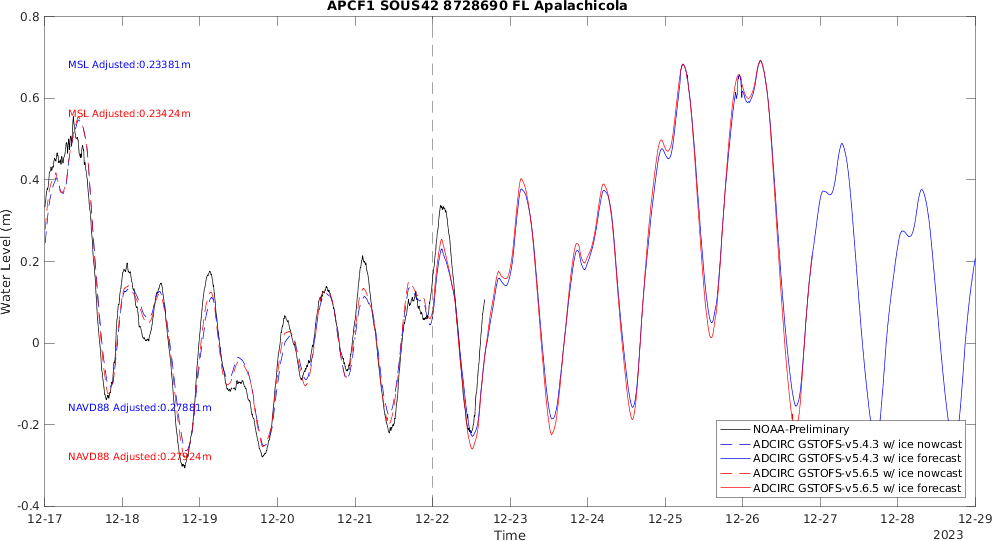 APCF1 SOUS42 8728690 FL Apalachicola
0.8
0.6
0.4
0.2
0
-0.2
-0.4
Water Level (m)
MSL Adjusted:0.23381m
MSL Adjusted:0.23424m
NAVD88 Adjusted:0.27881m
NAVD88 Adjusted:0.27924m
NOAA-Preliminary
ADCIRC GSTOFS-v5.4.3 w/ ice nowcast
ADCIRC GSTOFS-v5.4.3 w/ ice forecast
ADCIRC GSTOFS-v5.6.5 w/ ice nowcast
ADCIRC GSTOFS-v5.6.5 w/ ice forecast
12-17 12-18 12-19 12-20 12-21 12-22 12-23 12-24 12-25 12-26 12-27 12-28 12-29
Time
2023